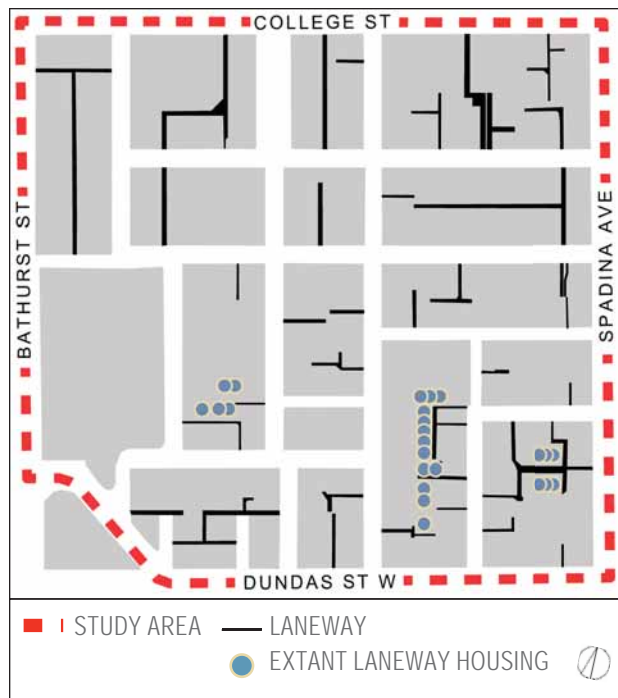 COLLEGE ST
BATHURST ST
SPADINA AVE
DUNDAS ST W
STUDY AREA
LANEWAY
EXTANT LANEWAY HOUSING